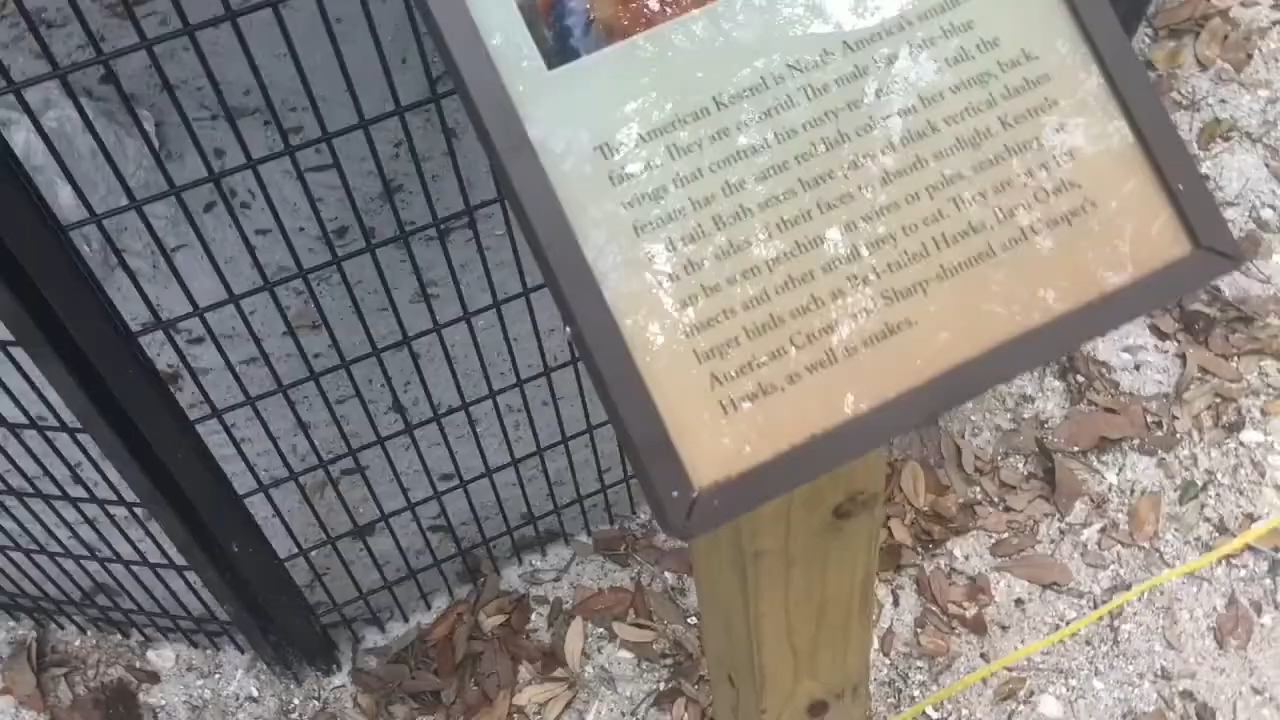 The American Kestrel is North America's smallest
falcon. They are colorful. The male has slate-blue
wings that contrast his rusty-red back and tail; the
female has the same reddish color on her wings, back,
and tail. Both sexes have pairs of black vertical slashes
on the sides of their faces to absorb sunlight. Kestrels
can be seen perching on wires or poles, searching for
insects and other small prey to eat. They are prey for
larger birds such as Red-tailed Hawks, Barn Owls,
American Crows, and Sharp-shinned and Cooper's
Hawks, as well as snakes.